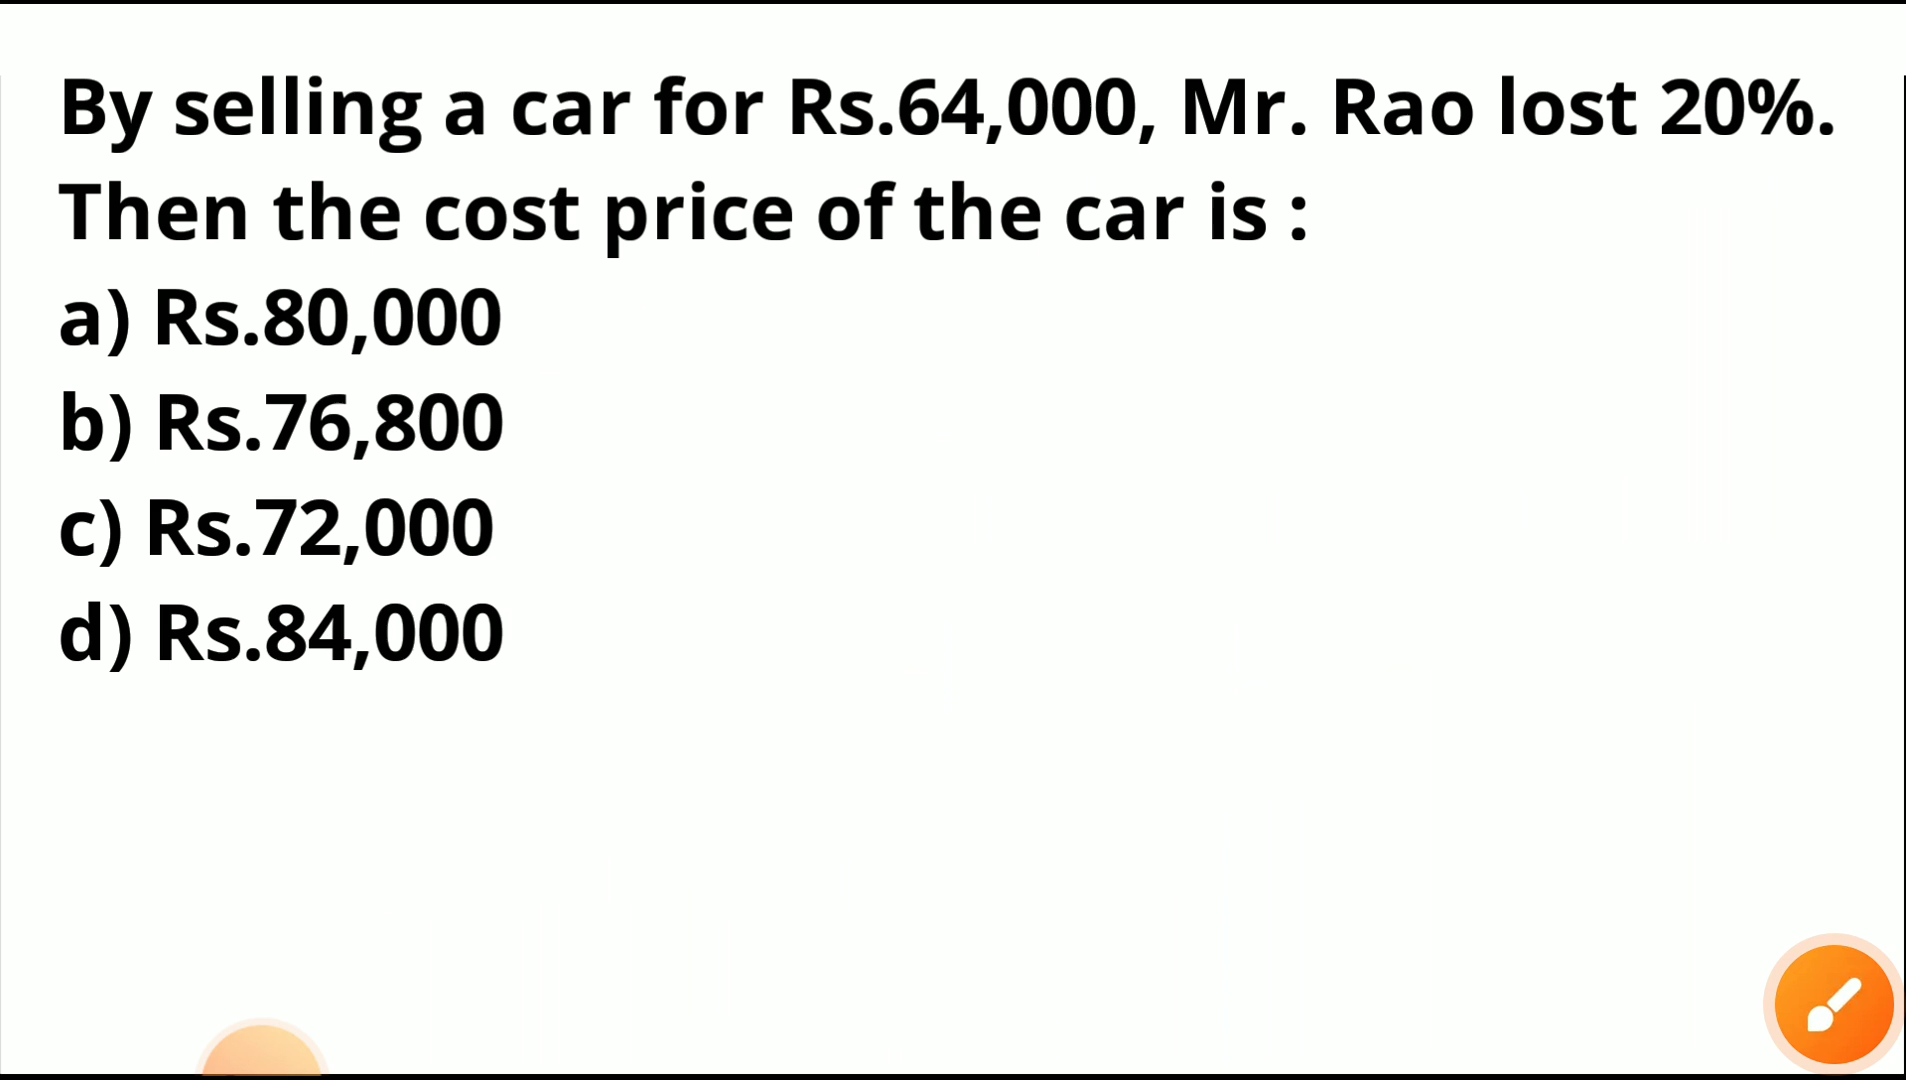 By selling a car for Rs.64,000, Mr. Rao lost 20%.
Then the cost price of the car is :
a) Rs.80,000
b) Rs.76,800
c) Rs.72,000
d) Rs.84,000